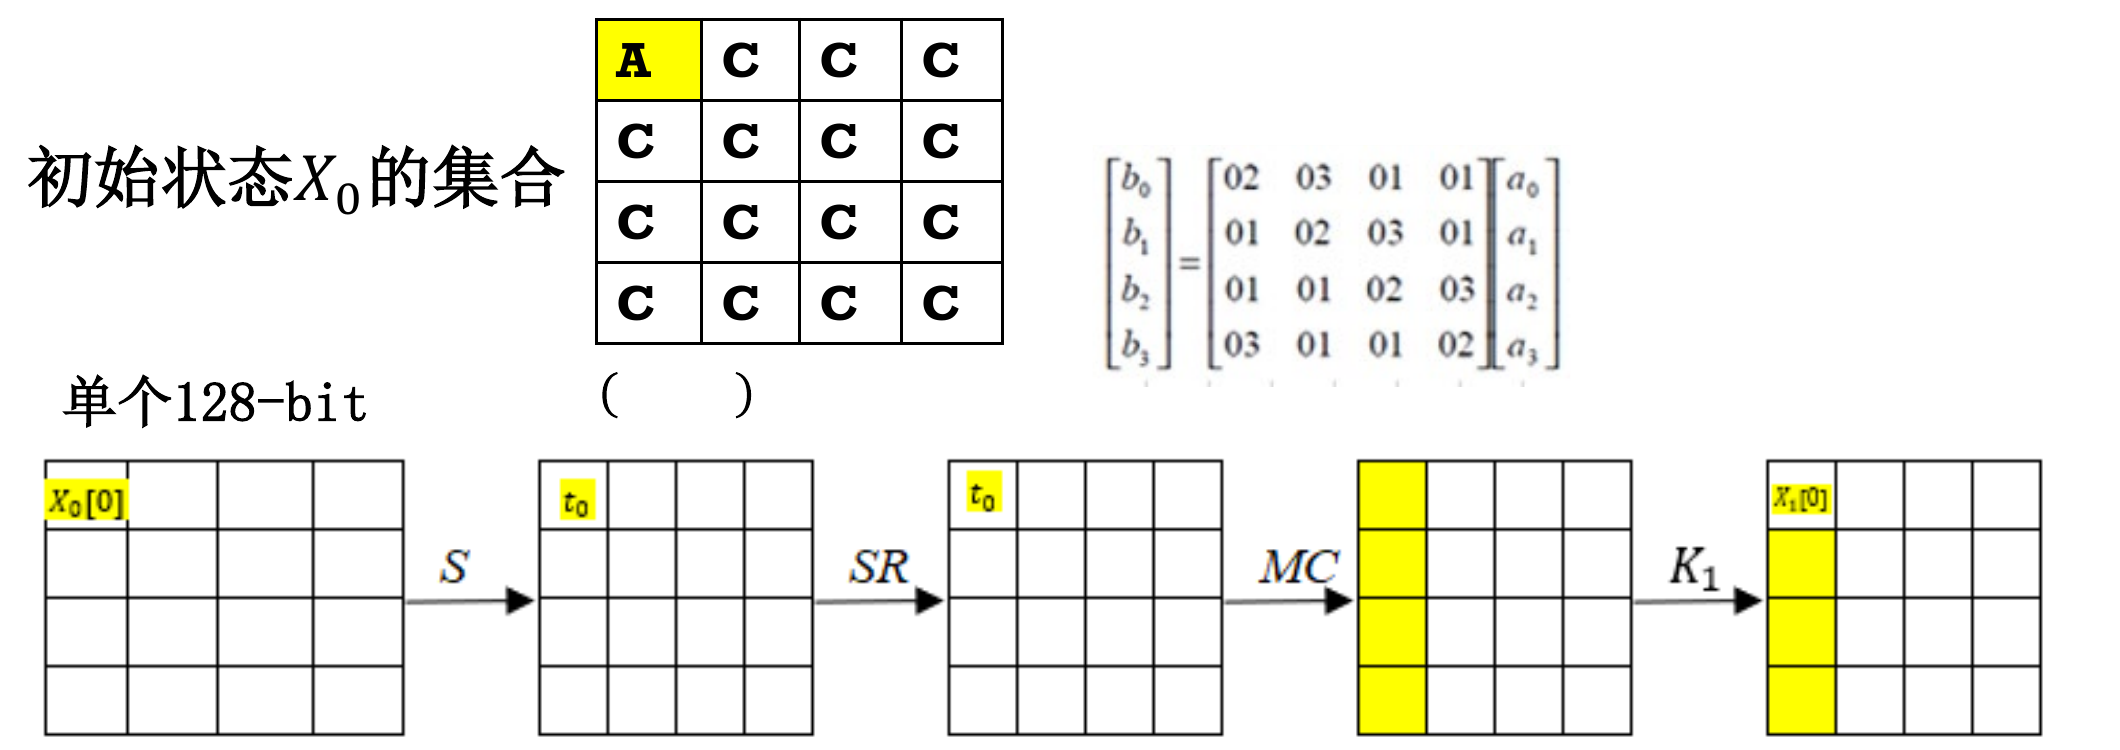 A C C C
C C C C
C C C C
C C C C
初始状态X₀的集合
b₀ 02 03 01 01 a₀
b₁ 01 02 03 01 a₁
=
b₂ 01 01 02 03 a₂
b₃ 03 01 01 02 a₃
单个128-bit ( )
X₀[0] t₀ t₀ X₁[0]
S SR MC K₁